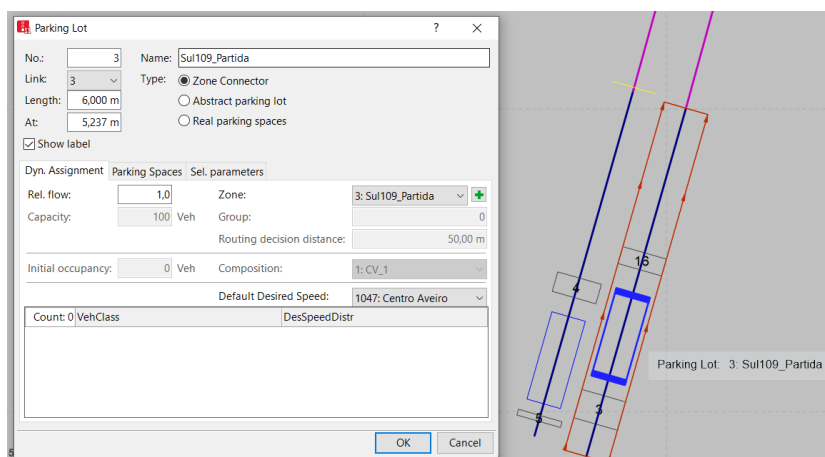 Parking Lot ? ×
No.: 3 Name: Sul109_Partida
Link: 3 Type: Zone Connector
Length: 6,000 m Abstract parking lot
At: 5,237 m Real parking spaces
Show label
Dyn. Assignment Parking Spaces Sel. parameters
Rel. flow: 1,0 Zone: 3: Sul109_Partida
Capacity: 100 Veh Group: 0
Routing decision distance: 50,00 m
Initial occupancy: 0 Veh Composition: 1: CV_1
Default Desired Speed: 1047: Centro Aveiro
Count: 0 VehClass DesSpeedDistr
OK Cancel
16
4
Parking Lot: 3: Sul109_Partida
3
5
5